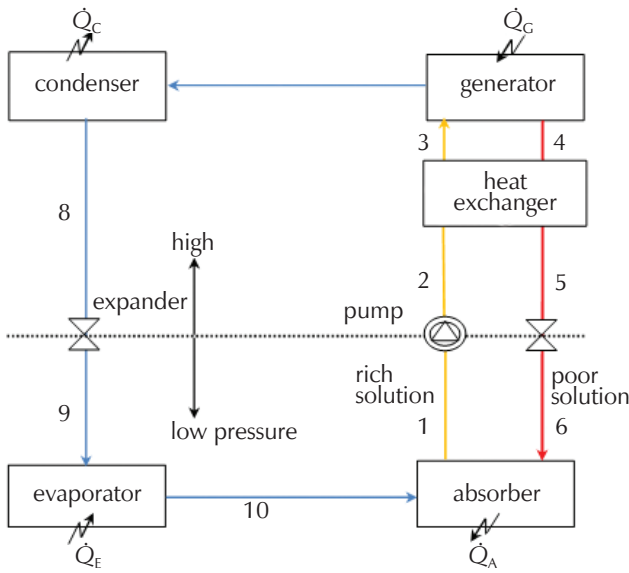 Q̇C
Q̇G
condenser
generator
3
4
heat
exchanger
8
high
2
5
expander
pump
rich
solution
poor
solution
9
low pressure
1
6
evaporator
absorber
10
Q̇E
Q̇A